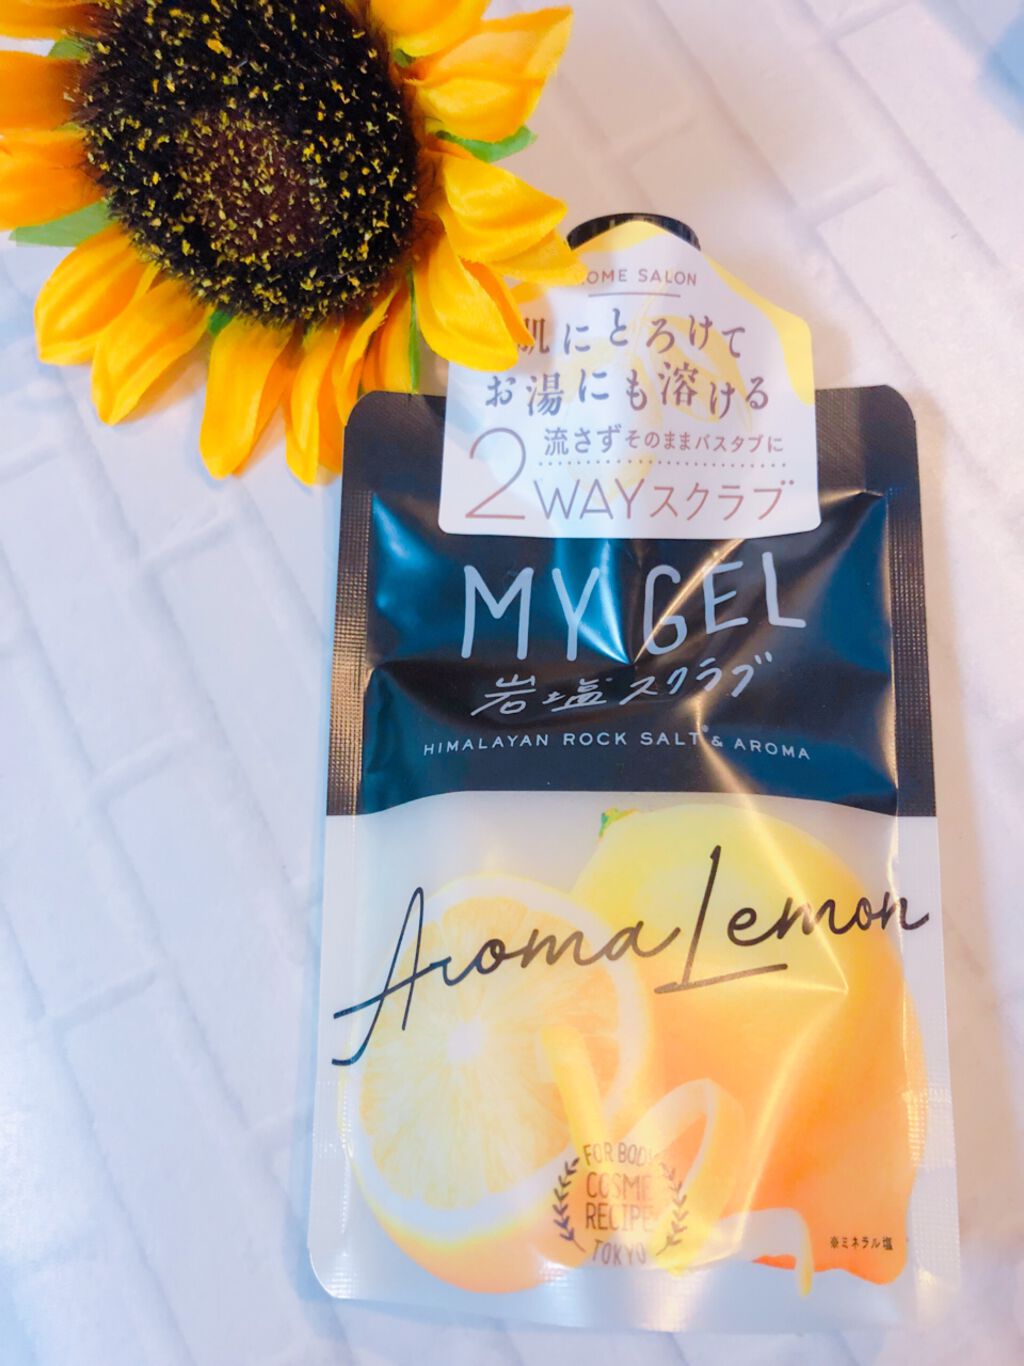 OME SALON
肌にとろけて
お湯にも溶ける
流さずそのままバスタブに
2WAYスクラブ
MY GEL
岩塩スクラブ
HIMALAYAN ROCK SALT※& AROMA
Aroma Lemon
FOR BODY
COSME
RECIPE
TOKYO
※ミネラル塩